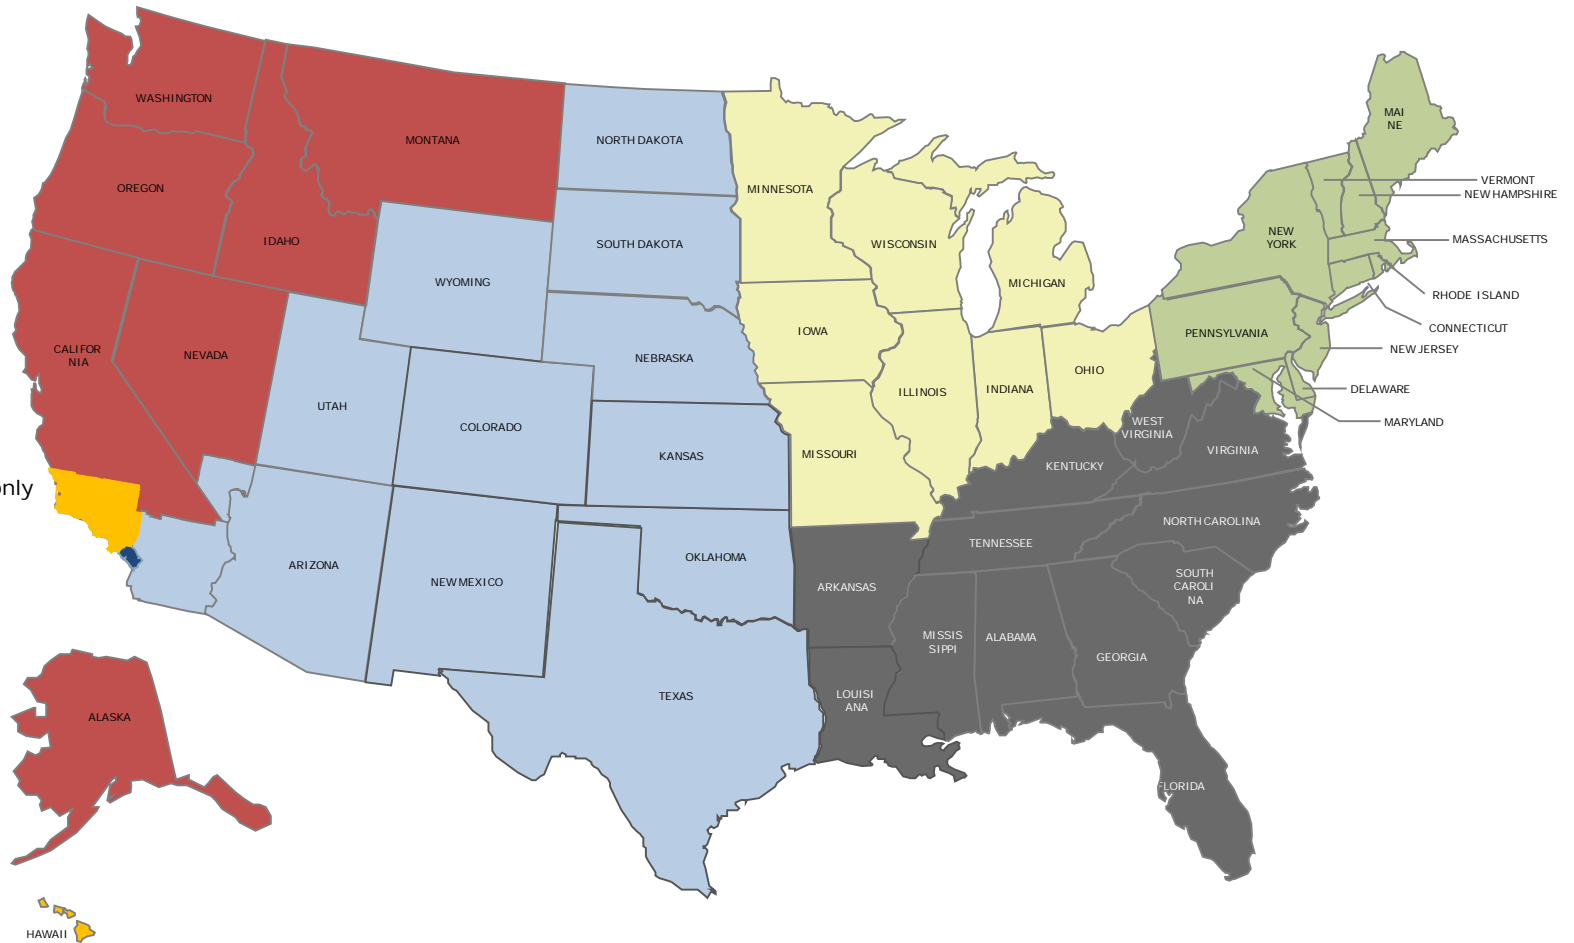 WASHINGTON
MONTANA
NORTH DAKOTA
MAI
NE
OREGON
MINNESOTA
VERMONT
NEW HAMPSHIRE
IDAHO
SOUTH DAKOTA
WISCONSIN
NEW
YORK
MASSACHUSETTS
WYOMING
MICHIGAN
RHODE ISLAND
CONNECTICUT
CALIFOR
NIA
NEVADA
NEBRASKA
IOWA
PENNSYLVANIA
NEW JERSEY
UTAH
COLORADO
ILLINOIS
INDIANA
OHIO
DELAWARE
MARYLAND
only
KANSAS
MISSOURI
KENTUCKY
WEST
VIRGINIA
VIRGINIA
ARIZONA
NEW MEXICO
OKLAHOMA
ARKANSAS
TENNESSEE
NORTH CAROLINA
SOUTH
CAROLI
NA
MISSIS
SIPPI
ALABAMA
GEORGIA
ALASKA
TEXAS
LOUISI
ANA
FLORIDA
HAWAII